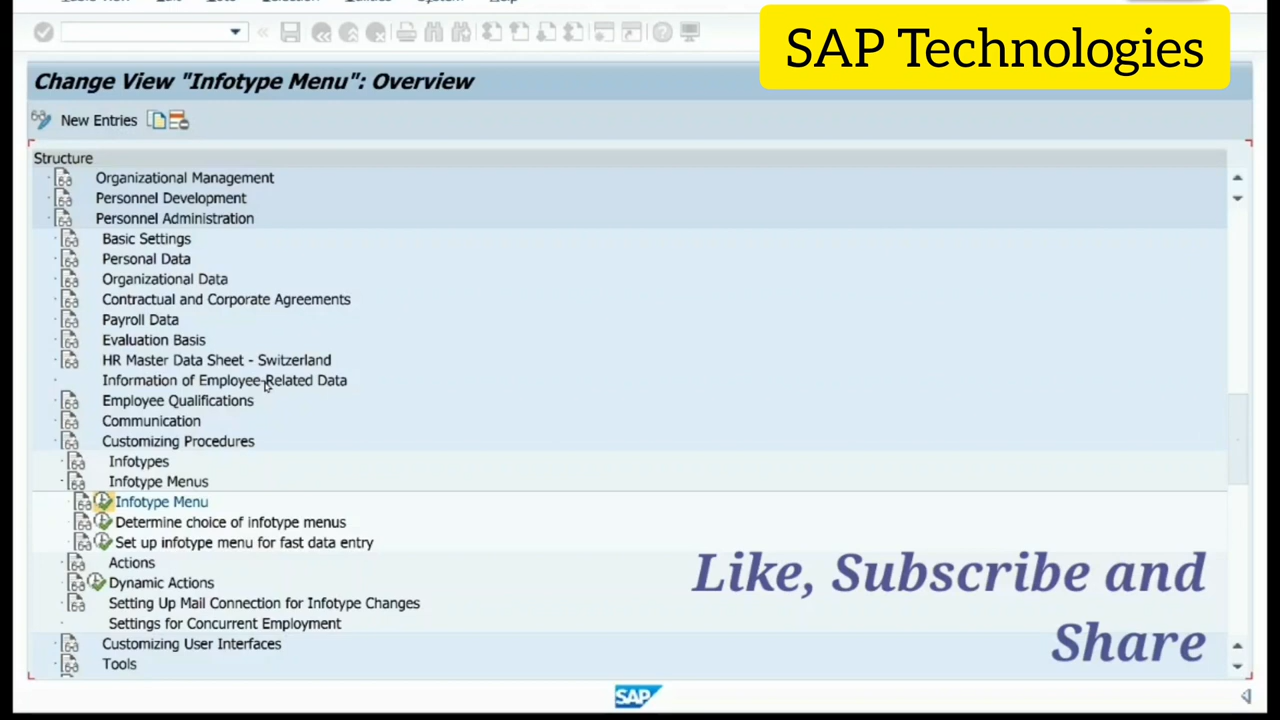 SAP Technologies
Change View "Infotype Menu": Overview
New Entries
Structure
Organizational Management
Personnel Development
Personnel Administration
Basic Settings
Personal Data
Organizational Data
Contractual and Corporate Agreements
Payroll Data
Evaluation Basis
HR Master Data Sheet - Switzerland
Information of Employee-Related Data
Employee Qualifications
Communication
Customizing Procedures
Infotypes
Infotype Menus
Infotype Menu
Determine choice of infotype menus
Set up infotype menu for fast data entry
Actions
Dynamic Actions
Setting Up Mail Connection for Infotype Changes
Settings for Concurrent Employment
Customizing User Interfaces
Tools
Like, Subscribe and
Share
SAP